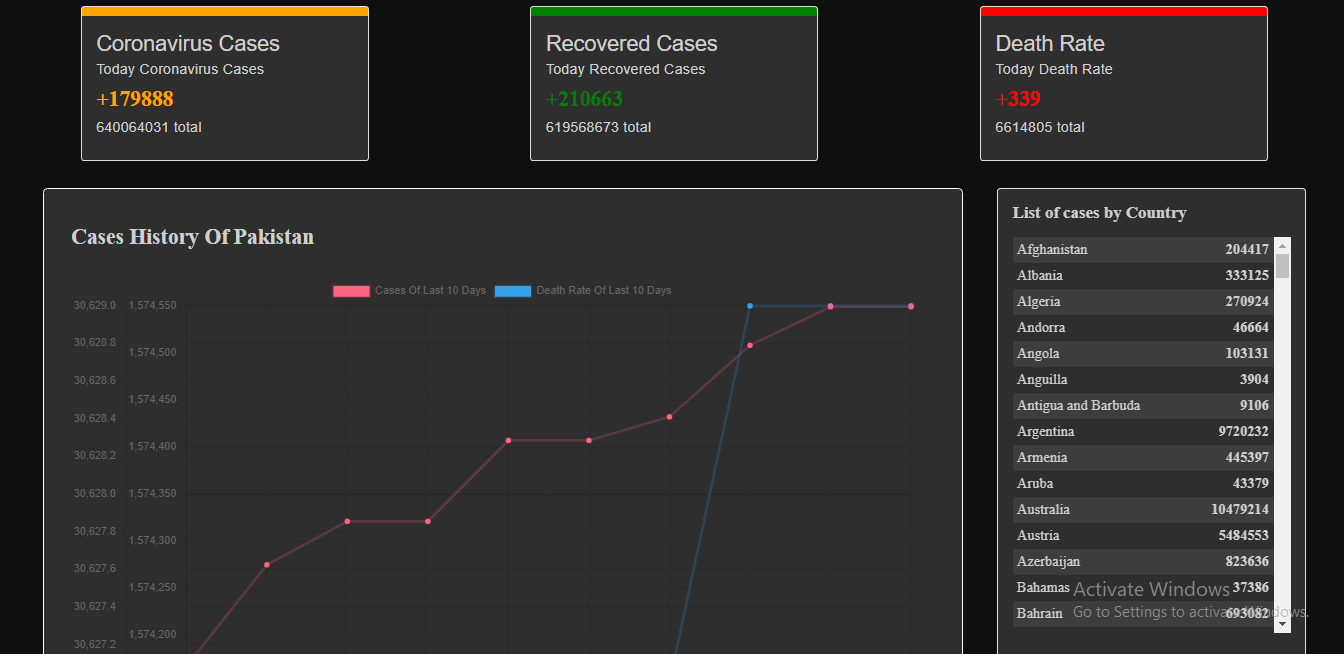 Coronavirus Cases
Today Coronavirus Cases
+179888
640064031 total
Recovered Cases
Today Recovered Cases
+210663
619568673 total
Death Rate
Today Death Rate
+339
6614805 total
Cases History Of Pakistan
Cases Of Last 10 Days
Death Rate Of Last 10 Days
30,629.0
30,628.8
30,628.6
30,628.4
30,628.2
30,628.0
30,627.8
30,627.6
30,627.4
30,627.2
1,574,550
1,574,500
1,574,450
1,574,400
1,574,350
1,574,300
1,574,250
1,574,200
List of cases by Country
Afghanistan 204417
Albania 333125
Algeria 270924
Andorra 46664
Angola 103131
Anguilla 3904
Antigua and Barbuda 9106
Argentina 9720232
Armenia 445397
Aruba 43379
Australia 10479214
Austria 5484553
Azerbaijan 823636
Bahamas 37386
Bahrain 693082
Activate Windows
Go to Settings to activate Windows.